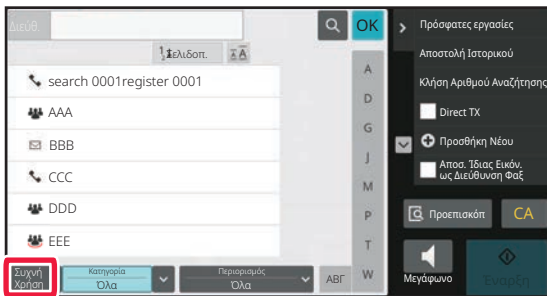 Διεύθ.
OK
1 Σελιδοπ.
A
search 0001register 0001
AAA
BBB
CCC
DDD
EEE
A
D
G
J
M
P
T
W
Συχνή
Χρήση
Κατηγορία
Όλα
Περιορισμός
Όλα
ΑΒΓ
Πρόσφατες εργασίες
Αποστολή Ιστορικού
Κλήση Αριθμού Αναζήτησης
Direct TX
Προσθήκη Νέου
Αποσ. Ίδιας Εικόν.
ως Διεύθυνση Φαξ
Προεπισκόπ
CA
Μεγάφωνο
Έναρξη